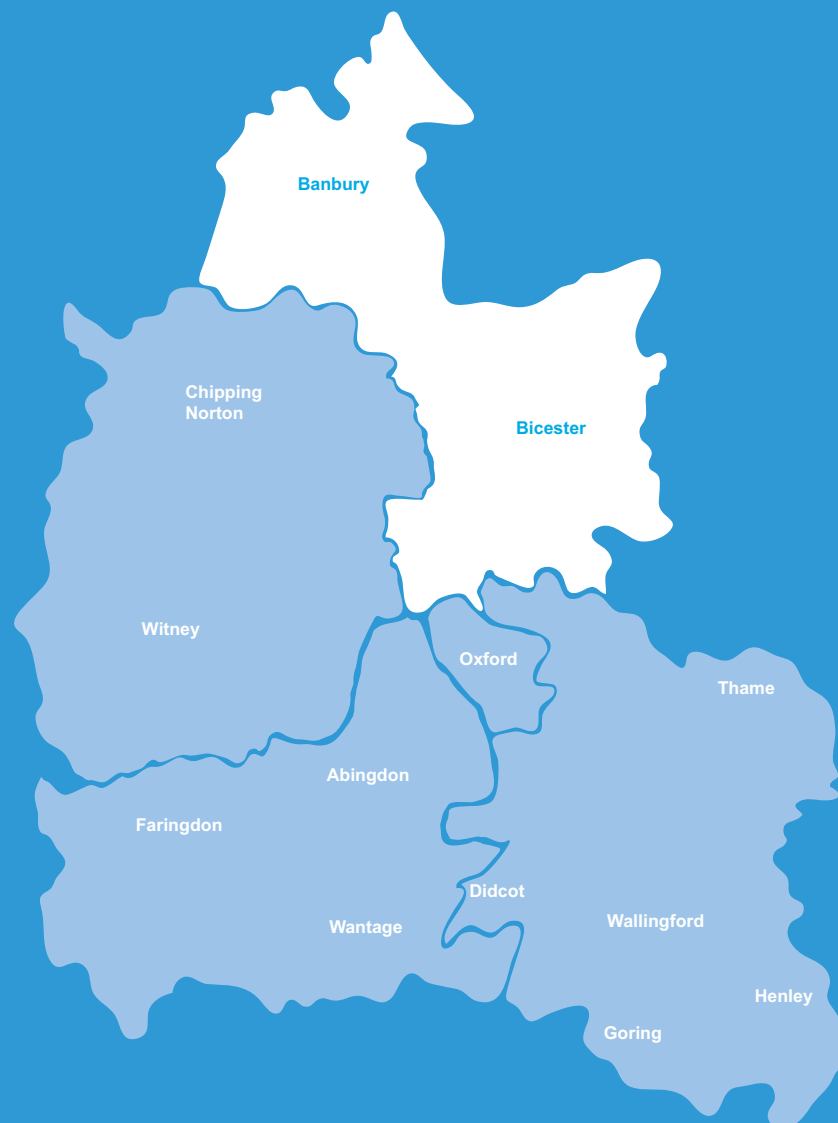 Banbury
Chipping
Norton
Bicester
Witney
Oxford
Thame
Abingdon
Faringdon
Didcot
Wallingford
Wantage
Henley
Goring